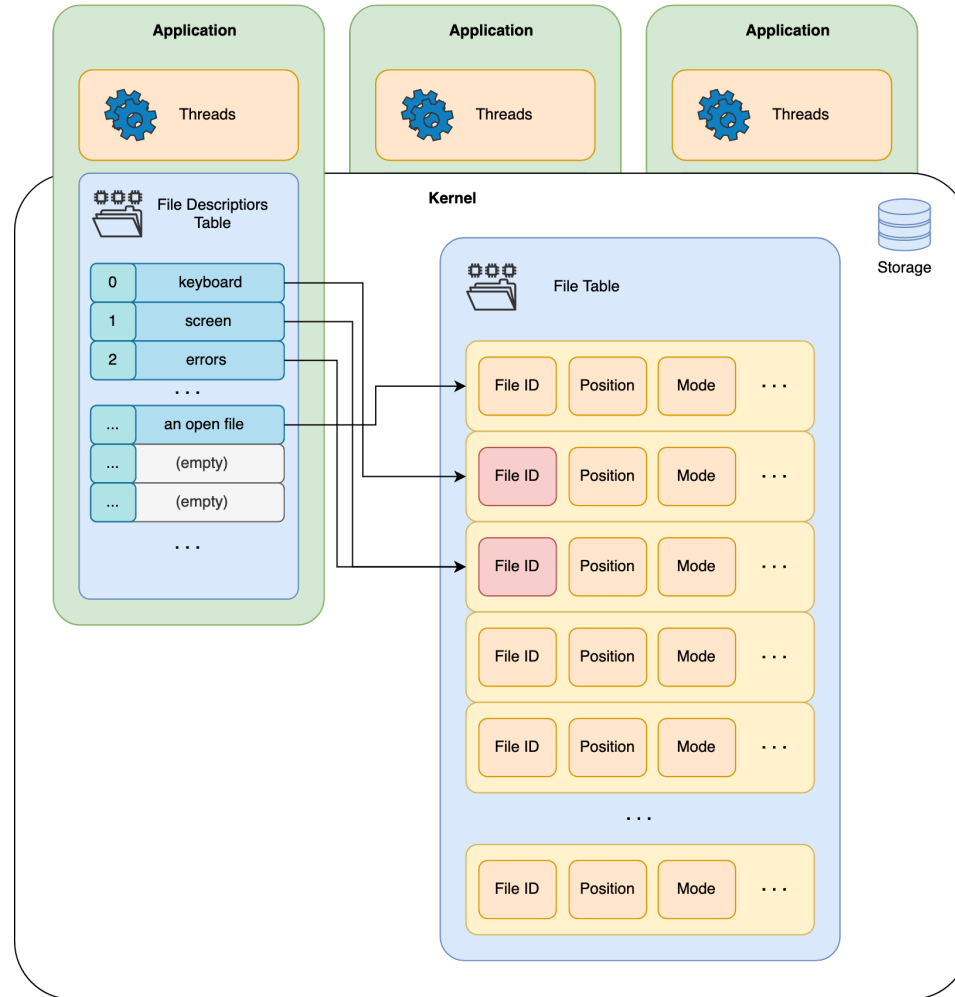 Application
Application
Application
Threads
Threads
Threads
Kernel
File Descriptiors
Table
Storage
File Table
0 keyboard
1 screen
2 errors
. . .
... an open file
... (empty)
... (empty)
. . .
File ID Position Mode . . .
File ID Position Mode . . .
File ID Position Mode . . .
File ID Position Mode . . .
File ID Position Mode . . .
. . .
File ID Position Mode . . .